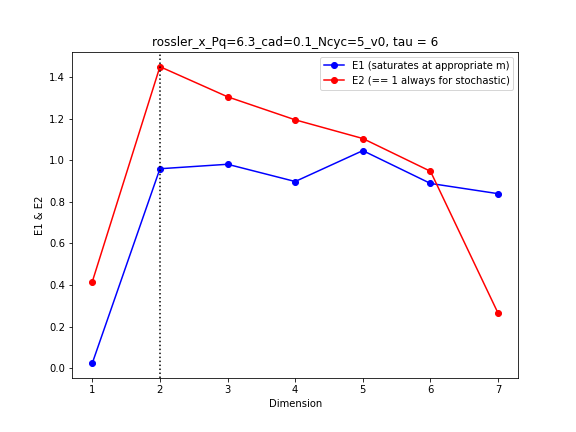 rossler_x_Pq=6.3_cad=0.1_Ncyc=5_v0, tau = 6
E1 (saturates at appropriate m)
E2 (== 1 always for stochastic)
E1 & E2
1.4
1.2
1.0
0.8
0.6
0.4
0.2
0.0
1 2 3 4 5 6 7
Dimension